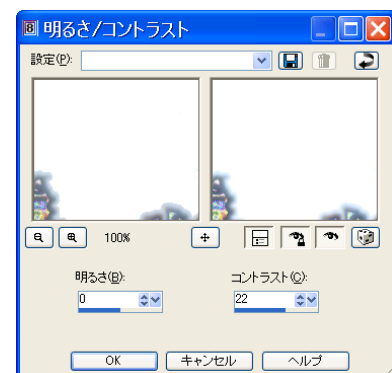 明るさ/コントラスト
設定(P):
100%
明るさ(B): コントラスト(C):
0 22
OK キャンセル ヘルプ